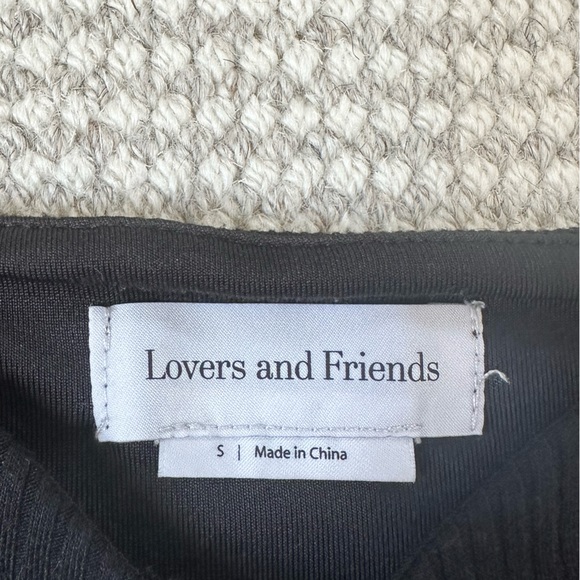 Lovers and Friends
S | Made in China